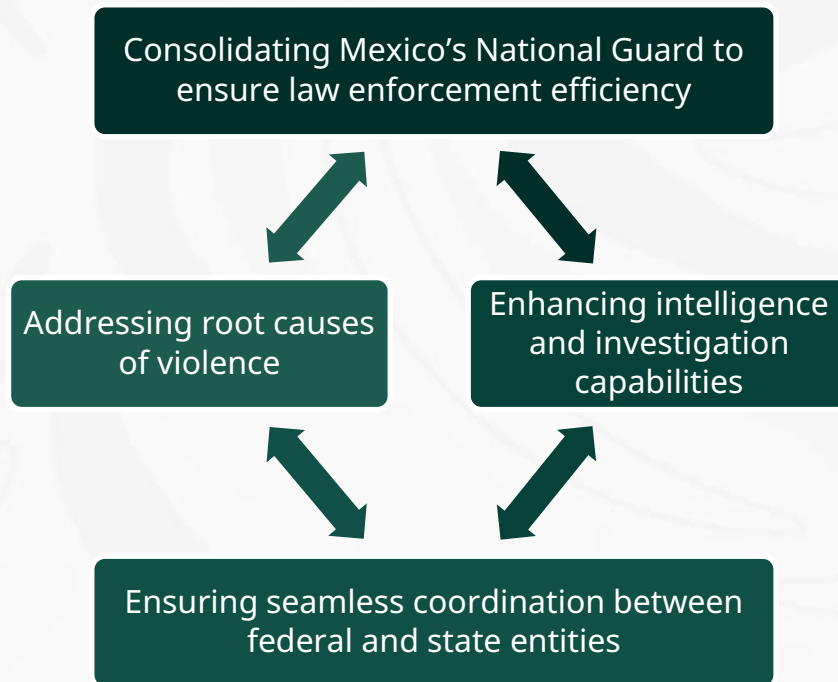 Consolidating Mexico’s National Guard to
ensure law enforcement efficiency
Addressing root causes
of violence
Enhancing intelligence
and investigation
capabilities
Ensuring seamless coordination between
federal and state entities